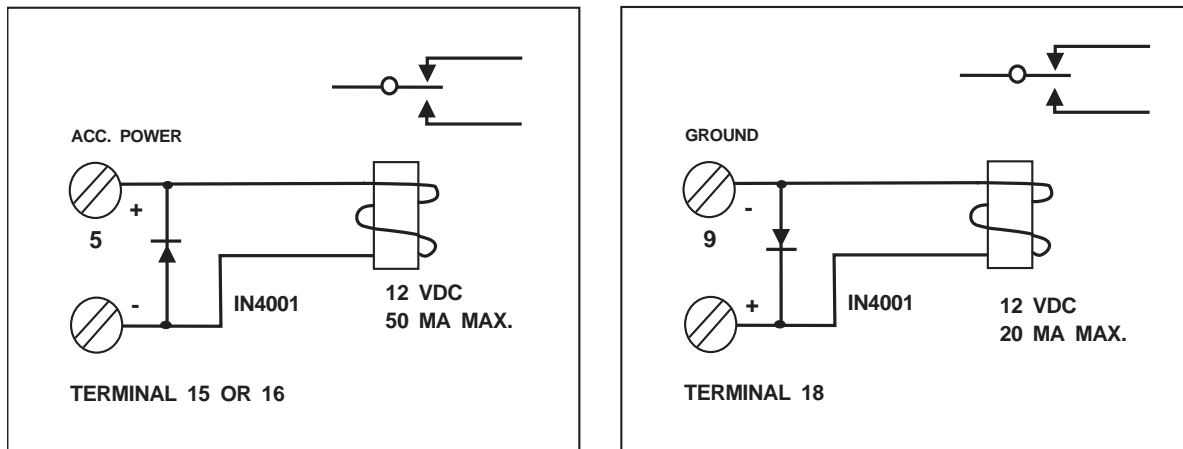 ACC. POWER
+
5
-
IN4001
12 VDC
50 MA MAX.
TERMINAL 15 OR 16
GROUND
-
9
+
IN4001
12 VDC
20 MA MAX.
TERMINAL 18